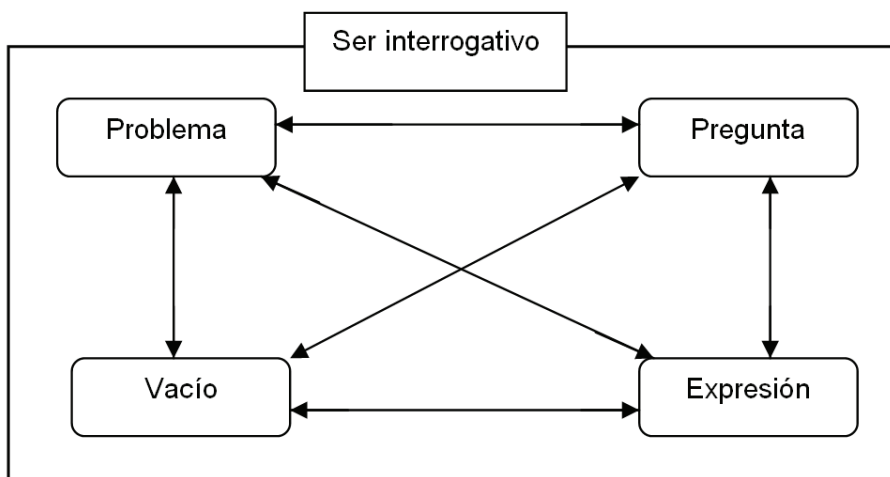 Ser interrogativo
Problema
Pregunta
Vacío
Expresión